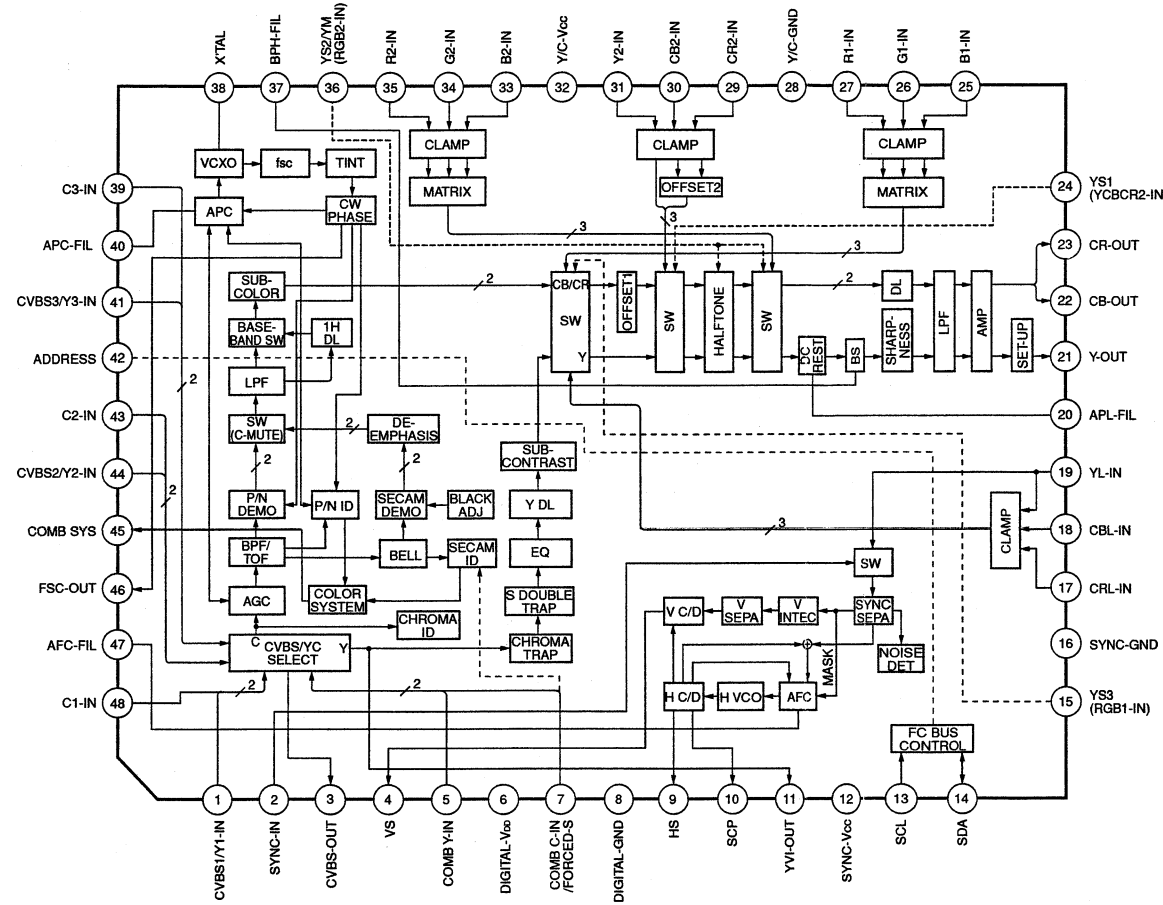 X'TAL
BPH-FIL
YS2/YM
(RGB2-IN)
R2-IN
G2-IN
B2-IN
Y/C-Vcc
Y2-IN
CB2-IN
CR2-IN
Y/C-GND
R1-IN
G1-IN
B1-IN
38
37
36
35
34
33
32
31
30
29
28
27
26
25
C3-IN
39
APC-FIL
40
CVBS3/Y3-IN
41
ADDRESS
42
C2-IN
43
CVBS2/Y2-IN
44
COMB SYS
45
FSC-OUT
46
AFC-FIL
47
C1-IN
48
24
YS1
(YCBCR2-IN
23
CR-OUT
22
CB-OUT
21
Y-OUT
20
APL-FIL
19
YL-IN
18
CBL-IN
17
CRL-IN
16
SYNC-GND
15
YS3
(RGB1-IN)
VCXO
fsc
TINT
APC
CW
PHASE
CLAMP
MATRIX
CLAMP
OFFSET2
CLAMP
MATRIX
3
3
3
SUB-
COLOR
2
BASE-
BAND SW
1H
DL
LPF
2
SW
(C-MUTE)
2
DE-
EMPHASIS
2
2
2
P/N
DEMO
P/N ID
SECAM
DEMO
BLACK
ADJ
BPF/
TOF
BELL
SECAM
ID
AGC
COLOR
SYSTEM
CHROMA
ID
C
CVBS/YC
SELECT
Y
2
2
SUB-
CONTRAST
Y DL
EQ
S DOUBLE
TRAP
CHROMA
TRAP
CB/CR
SW
Y
OFFSET1
SW
HALFTONE
SW
2
DL
DC
REST
BS
SHARP-
NESS
LPF
AMP
SET-UP
CLAMP
3
SW
V C/D
V
SEPA
V
INTEC
SYNC
SEPA
NOISE
DET
MASK
H C/D
H VCO
AFC
FC BUS
CONTROL
1
2
3
4
5
6
7
8
9
10
11
12
13
14
CVBS1/Y1-IN
SYNC-IN
CVBS-OUT
VS
COMB Y-IN
DIGITAL-VDD
COMB C-IN
/FORCED-S
DIGITAL-GND
HS
SCP
YVI-OUT
SYNC-Vcc
SCL
SDA